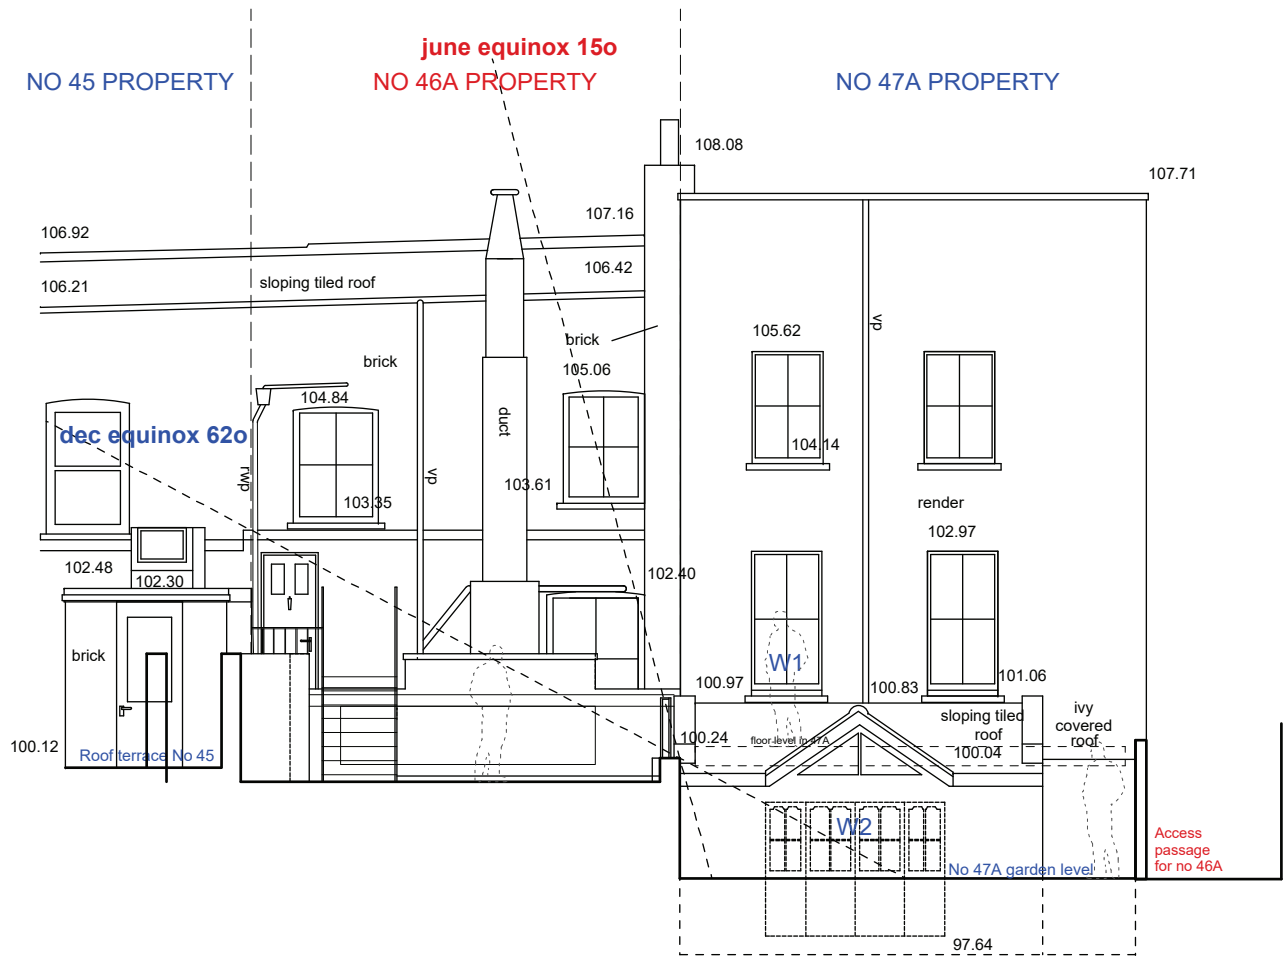 june equinox 15o
NO 45 PROPERTY
NO 46A PROPERTY
NO 47A PROPERTY
108.08
107.71
107.16
106.92
106.42
106.21
sloping tiled roof
brick
vp
105.62
brick
105.06
104.84
duct
dec equinox 62o
104.14
rwp
vp
103.61
103.35
render
102.97
102.48
102.30
102.40
brick
W1
100.97
100.83
101.06
sloping tiled
roof
ivy
covered
roof
100.12
Roof terrace No 45
100.24
floor level in 47A
100.04
W2
No 47A garden level
Access
passage
for no 46A
97.64